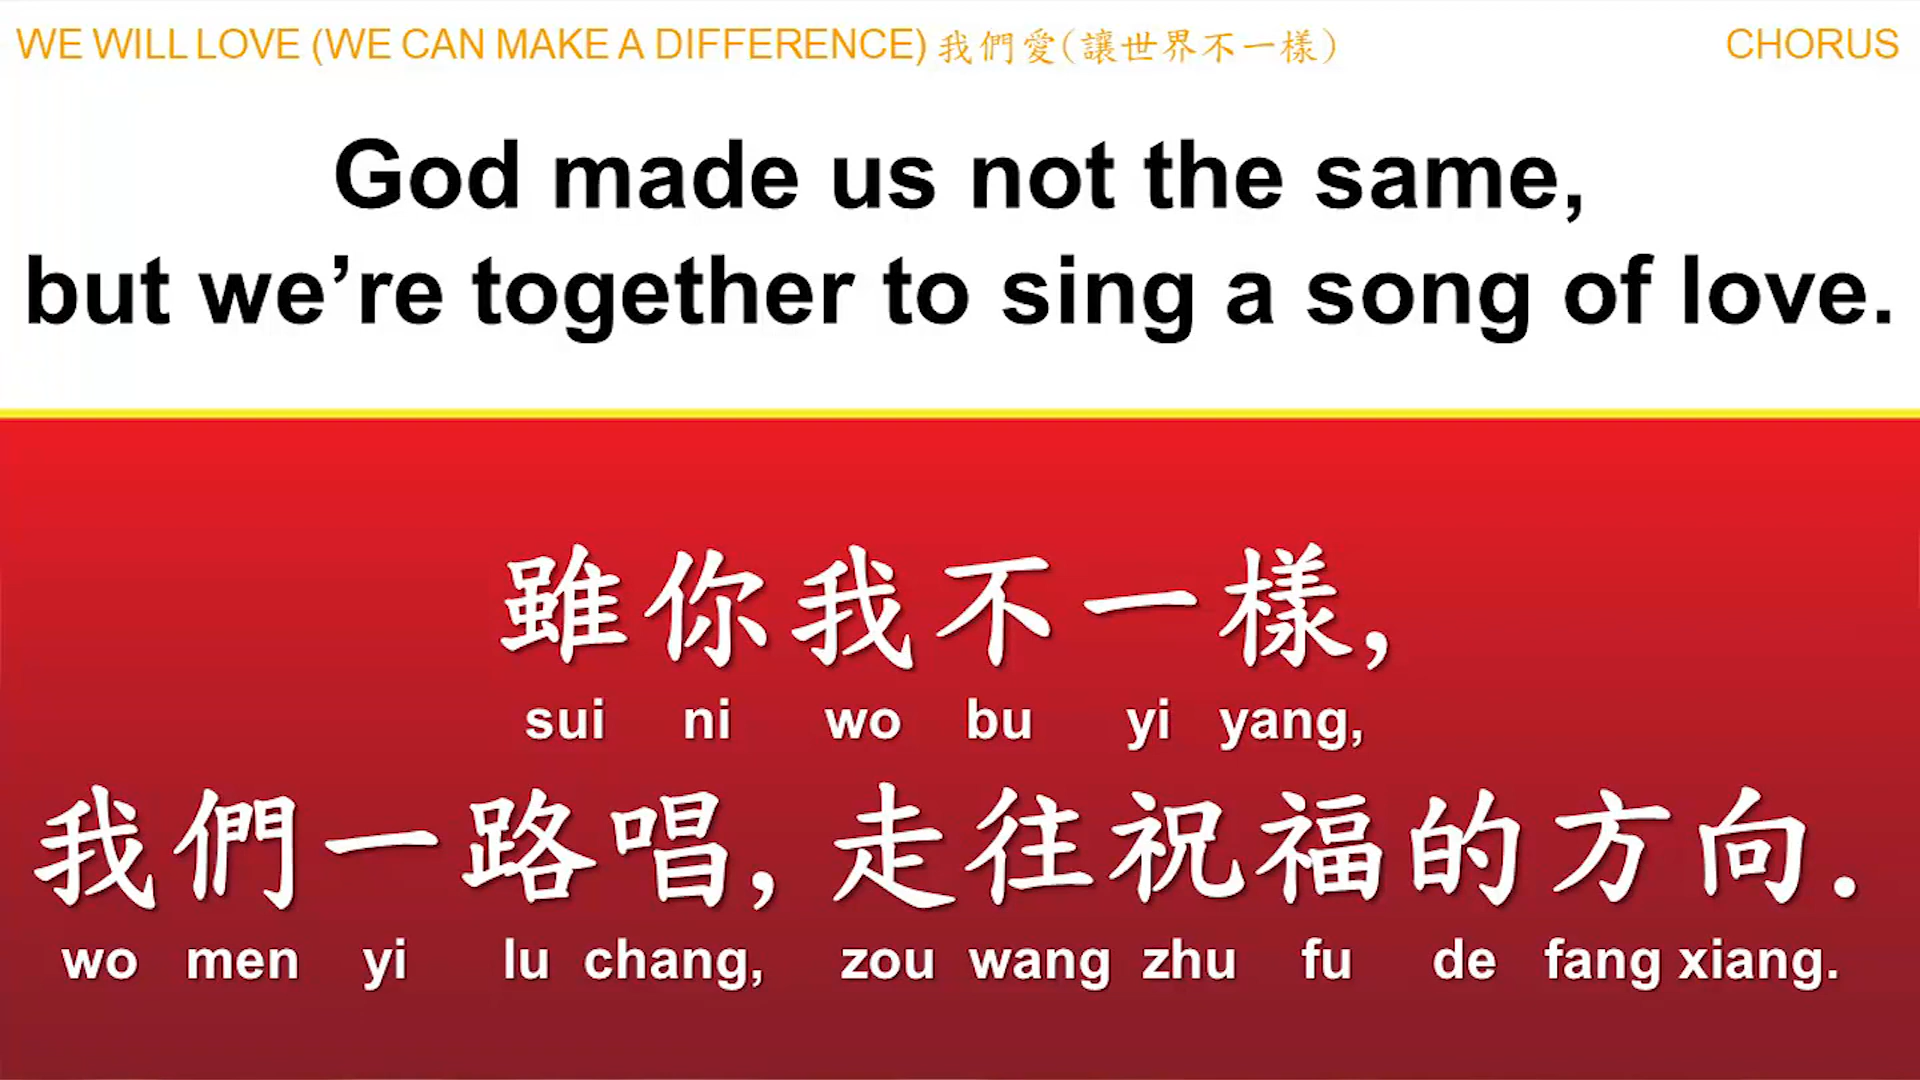 WE WILL LOVE (WE CAN MAKE A DIFFERENCE) 我們愛(讓世界不一樣) CHORUS
God made us not the same,
but we’re together to sing a song of love.
雖你我不一樣,
sui ni wo bu yi yang,
我們一路唱, 走往祝福的方向.
wo men yi lu chang, zou wang zhu fu de fang xiang.